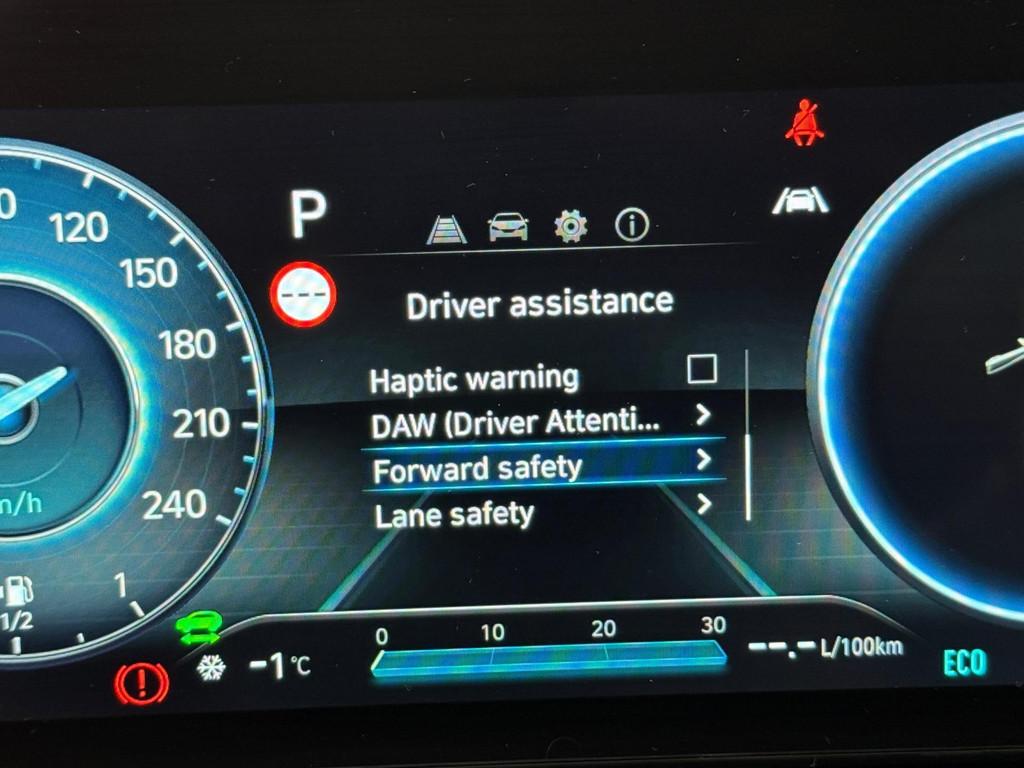 P
0
120
150
180
210
240
m/h
1
1/2
Driver assistance
Haptic warning
DAW (Driver Attenti...
Forward safety
Lane safety
0 10 20 30
-1 °C
--.- L/100km
ECO